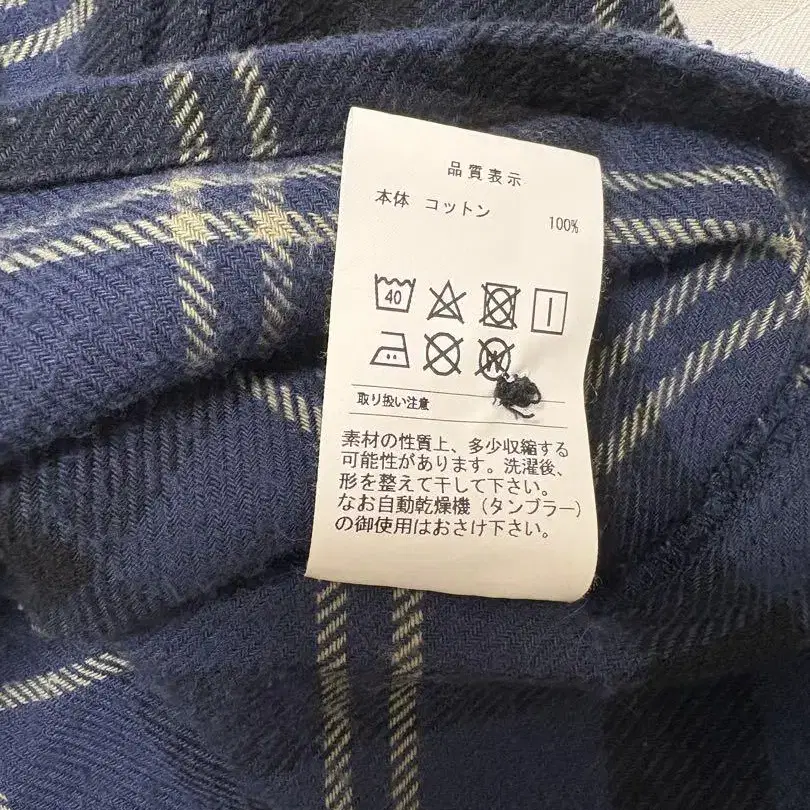 品質表示
本体 コットン 100%
40
W
取り扱い注意
素材の性質上、多少収縮する
可能性があります。洗濯後、
形を整えて干して下さい。
なお自動乾燥機(タンブラー)
の御使用はおさけ下さい。